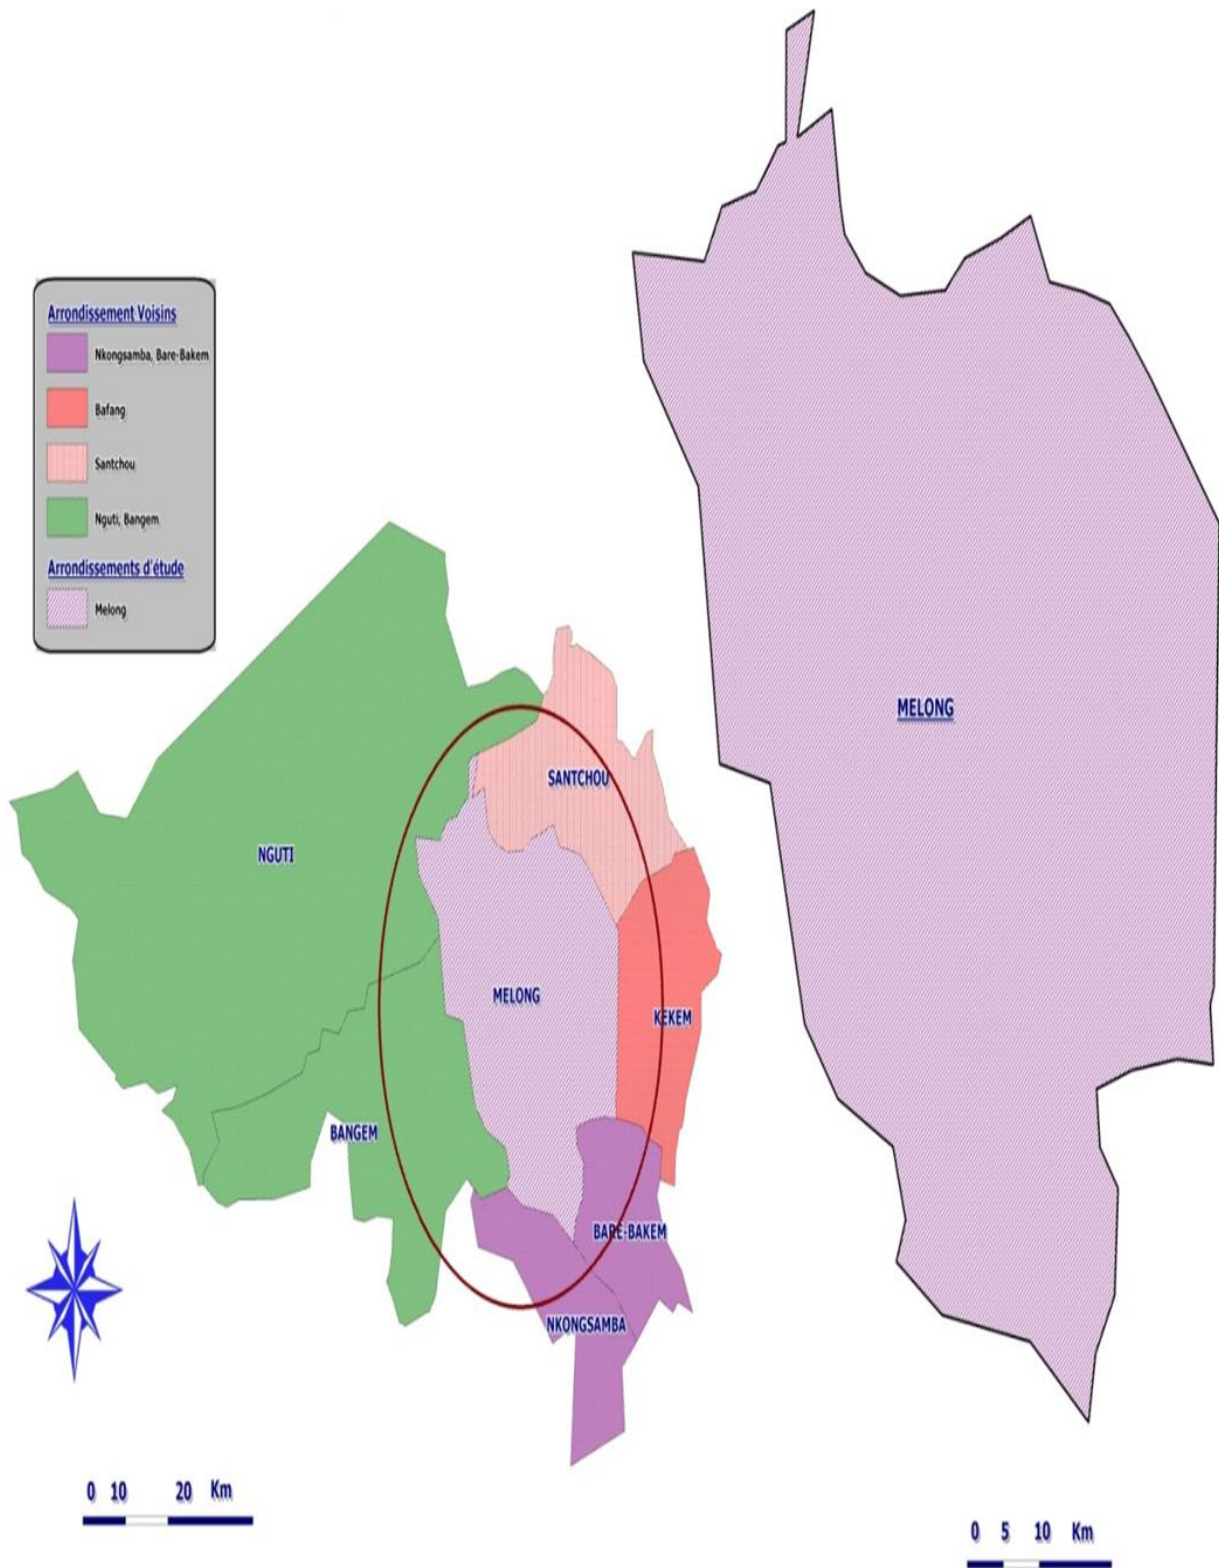 Arrondissement Voisins
Nkongsamba, Bare-Bakem
Bafang
Santchou
Nguti, Bangem
Arrondissements d'étude
Melong
MELONG
SANTCHOU
NGUTI
MELONG
KEKEM
BANGEM
BARE-BAKEM
NKONGSAMBA
0 10 20 Km
0 5 10 Km